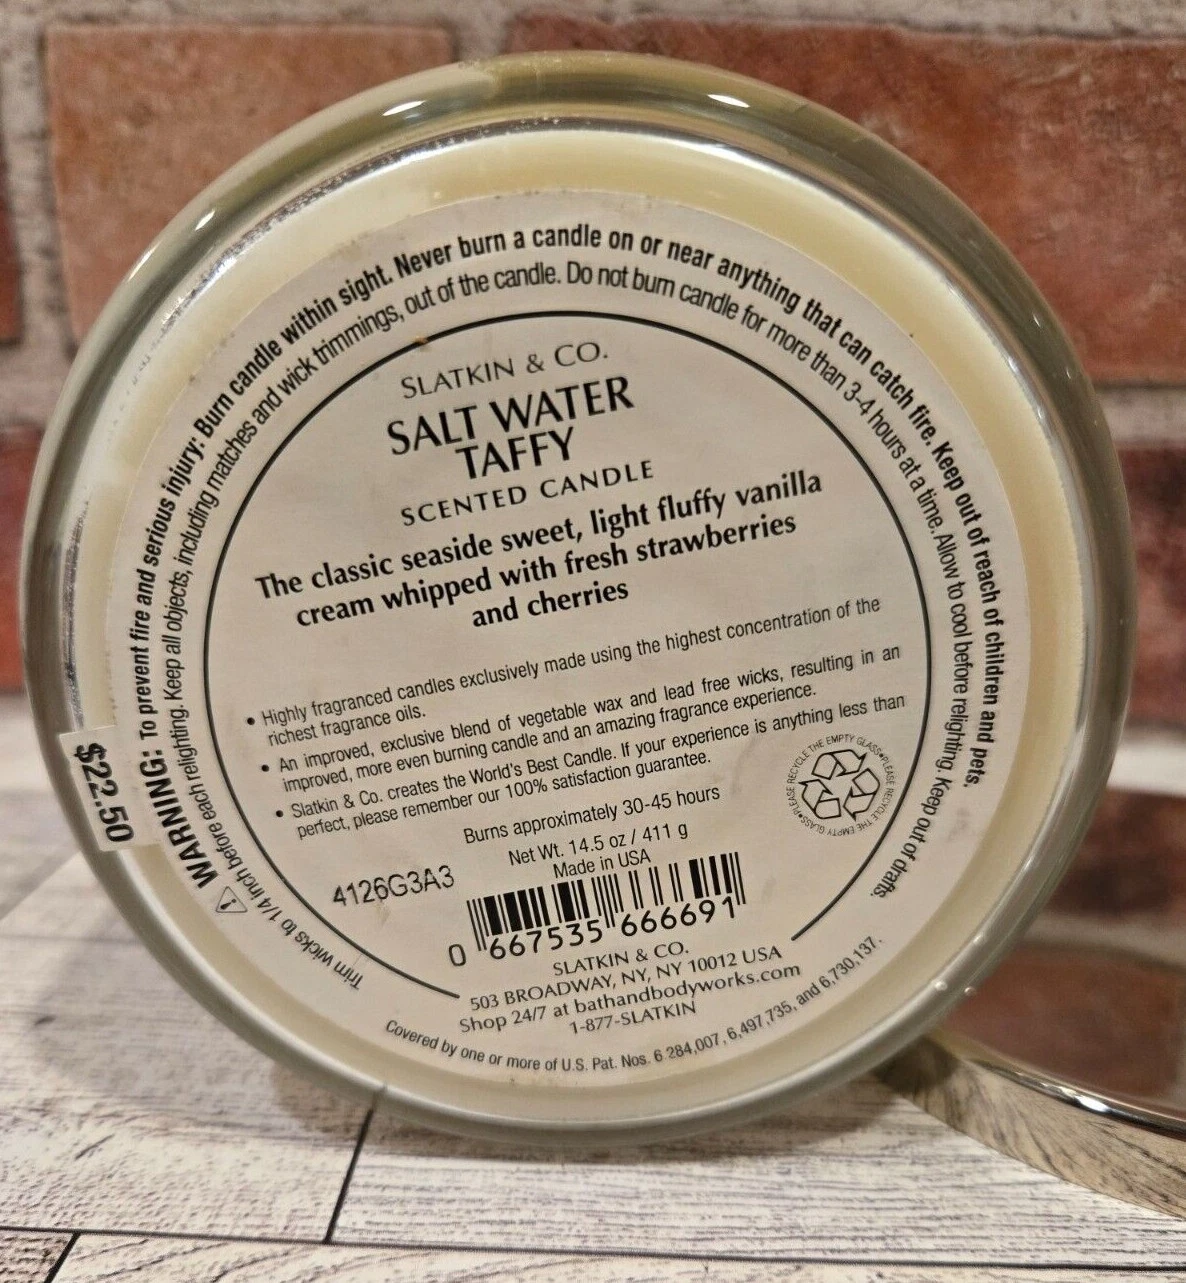 WARNING: To prevent fire and serious injury: Burn candle within sight. Never burn a candle on or near anything that can catch fire. Keep out of reach of children and pets.
Trim wicks to 1/4 inch before each relighting. Keep all objects, including matches and wick trimmings, out of the candle. Do not burn candle for more than 3-4 hours at a time. Allow to cool before relighting. Keep out of drafts.
SLATKIN & CO.
SALT WATER
TAFFY
SCENTED CANDLE
The classic seaside sweet, light fluffy vanilla
cream whipped with fresh strawberries
and cherries
• Highly fragranced candles exclusively made using the highest concentration of the
richest fragrance oils.
• An improved, exclusive blend of vegetable wax and lead free wicks, resulting in an
improved, more even burning candle and an amazing fragrance experience.
• Slatkin & Co. creates the World's Best Candle. If your experience is anything less than
perfect, please remember our 100% satisfaction guarantee.
Burns approximately 30-45 hours
Net Wt. 14.5 oz / 411 g
Made in USA
PLEASE RECYCLE THE EMPTY GLASS•PLEASE RECYCLE THE EMPTY GLASS•
$22.50
4126G3A3
0 667535 666691
SLATKIN & CO.
503 BROADWAY, NY, NY 10012 USA
Shop 24/7 at bathandbodyworks.com
1-877-SLATKIN
Covered by one or more of U.S. Pat. Nos. 6 284,007, 6,497,735, and 6,730,137.